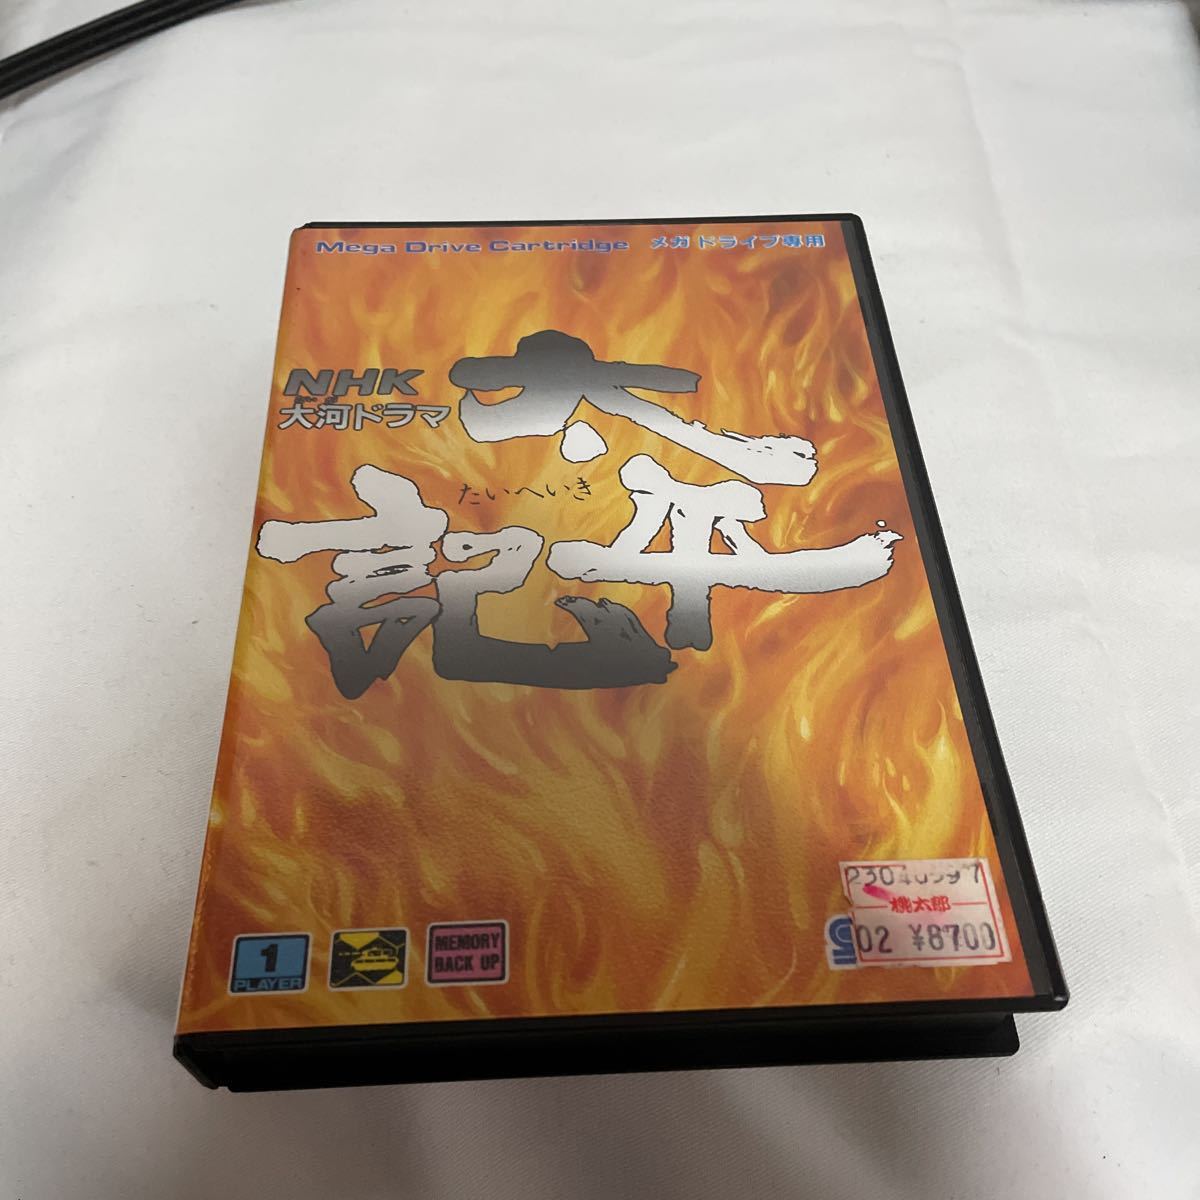 Mega Drive Cartridge メガドライブ専用
NHK
大河ドラマ
太平記
たいへいき
1
PLAYER
MEMORY
BACK UP
桃太郎
02 ¥8700